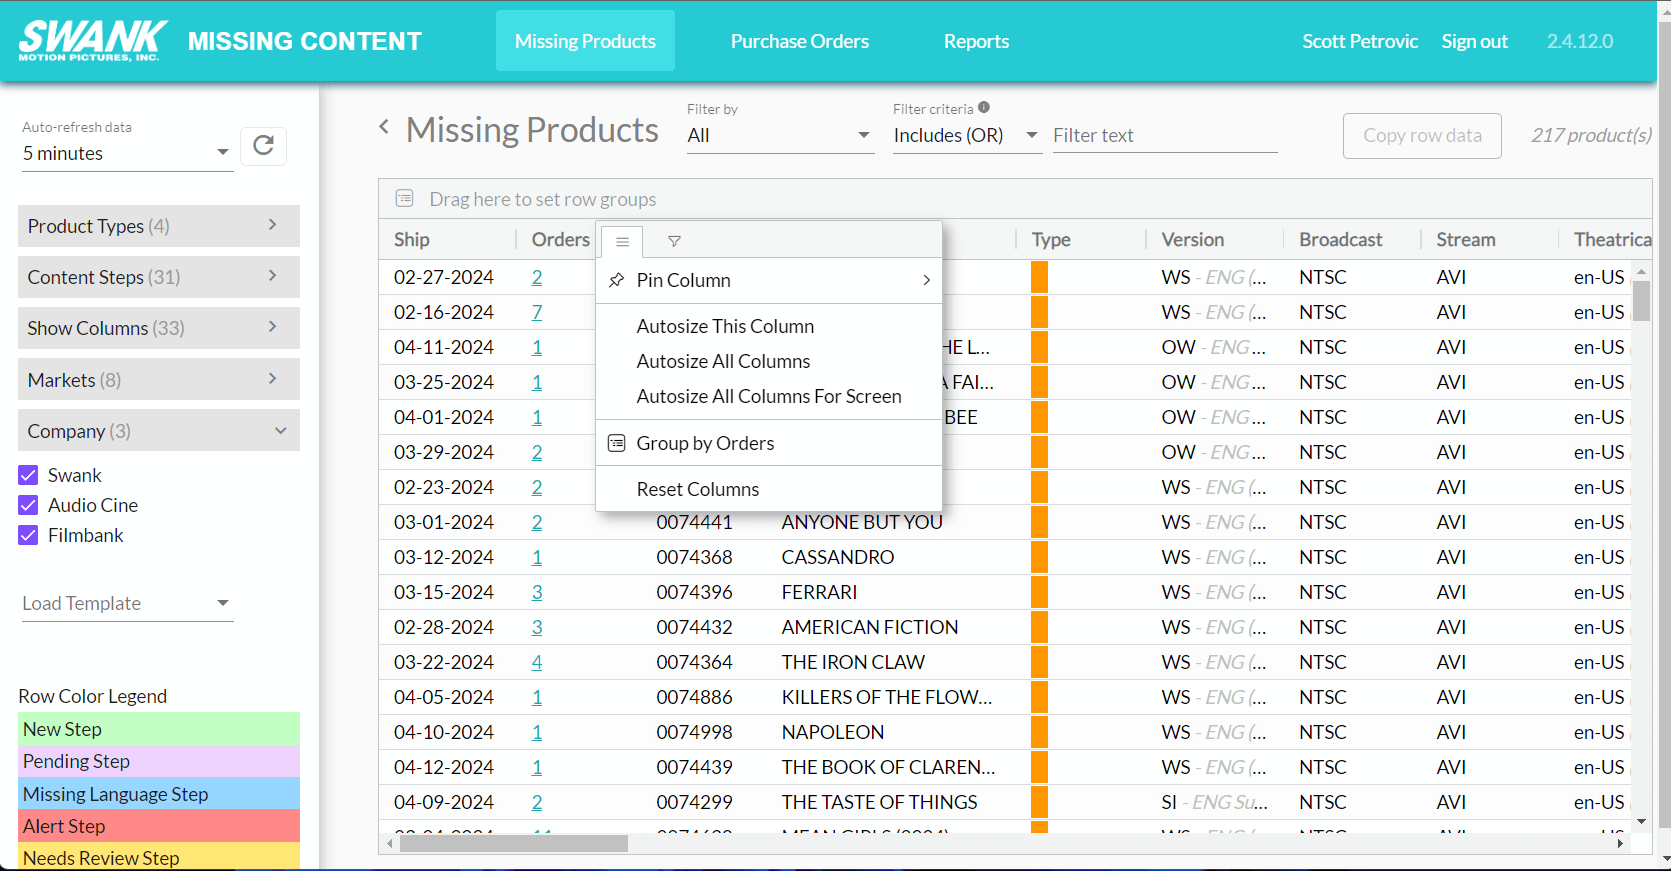 SWANK
MOTION PICTURES, INC.
MISSING CONTENT
Missing Products
Purchase Orders
Reports
Scott Petrovic
Sign out
2.4.12.0
Auto-refresh data
5 minutes
Product Types (4)
Content Steps (31)
Show Columns (33)
Markets (8)
Company (3)
Swank
Audio Cine
Filmbank
Load Template
Row Color Legend
New Step
Pending Step
Missing Language Step
Alert Step
Needs Review Step
Missing Products
Filter by
All
Filter criteria
Includes (OR)
Filter text
Copy row data
217 product(s)
Drag here to set row groups
Ship Orders Type Version Broadcast Stream Theatrica
Pin Column
Autosize This Column
Autosize All Columns
Autosize All Columns For Screen
Group by Orders
Reset Columns
02-27-2024 2 WS - ENG (... NTSC AVI en-US
02-16-2024 7 WS - ENG (... NTSC AVI en-US
04-11-2024 1 HE L... OW - ENG ... NTSC AVI en-US
03-25-2024 1 A FAI... OW - ENG ... NTSC AVI en-US
04-01-2024 1 BEE OW - ENG ... NTSC AVI en-US
03-29-2024 2 OW - ENG ... NTSC AVI en-US
02-23-2024 2 WS - ENG (... NTSC AVI en-US
03-01-2024 2 0074441 ANYONE BUT YOU WS - ENG (... NTSC AVI en-US
03-12-2024 1 0074368 CASSANDRO WS - ENG (... NTSC AVI en-US
03-15-2024 3 0074396 FERRARI WS - ENG (... NTSC AVI en-US
02-28-2024 3 0074432 AMERICAN FICTION WS - ENG (... NTSC AVI en-US
03-22-2024 4 0074364 THE IRON CLAW WS - ENG (... NTSC AVI en-US
04-05-2024 1 0074886 KILLERS OF THE FLOW... WS - ENG (... NTSC AVI en-US
04-10-2024 1 0074998 NAPOLEON WS - ENG (... NTSC AVI en-US
04-12-2024 1 0074439 THE BOOK OF CLAREN... WS - ENG (... NTSC AVI en-US
04-09-2024 2 0074299 THE TASTE OF THINGS SI - ENG Su... NTSC AVI en-US